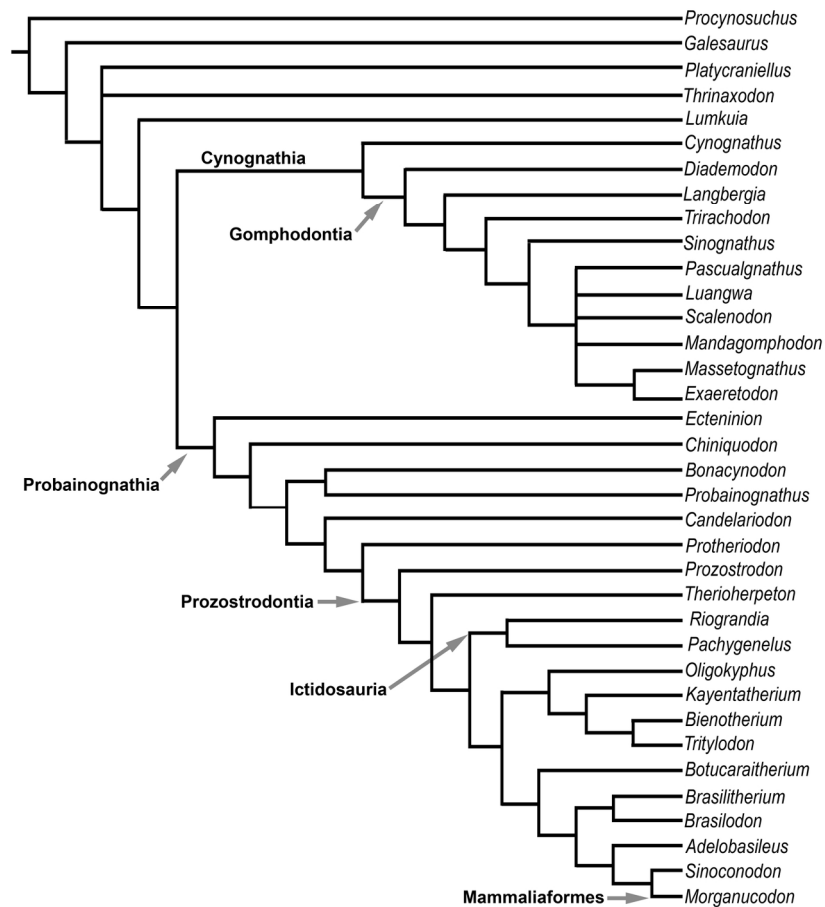 Procynosuchus
Galesaurus
Platycraniellus
Thrinaxodon
Lumkuia
Cynognathus
Cynognathia
Diademodon
Langbergia
Gomphodontia
Trirachodon
Sinognathus
Pascualgnathus
Luangwa
Scalenodon
Mandagomphodon
Massetognathus
Exaeretodon
Ecteninion
Chiniquodon
Bonacynodon
Probainognathia
Probainognathus
Candelariodon
Protheriodon
Prozostrodon
Therioherpeton
Prozostrodontia
Riograndia
Pachygenelus
Oligokyphus
Ictidosauria
Kayentatherium
Bienotherium
Tritylodon
Botucaraitherium
Brasilitherium
Brasilodon
Adelobasileus
Sinoconodon
Morganucodon
Mammaliaformes